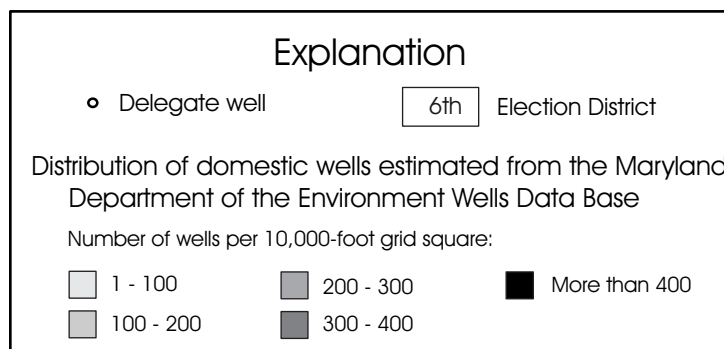 Explanation
Delegate well
6th Election District
Distribution of domestic wells estimated from the Maryland
Department of the Environment Wells Data Base
Number of wells per 10,000-foot grid square:
1 - 100 200 - 300 More than 400
100 - 200 300 - 400